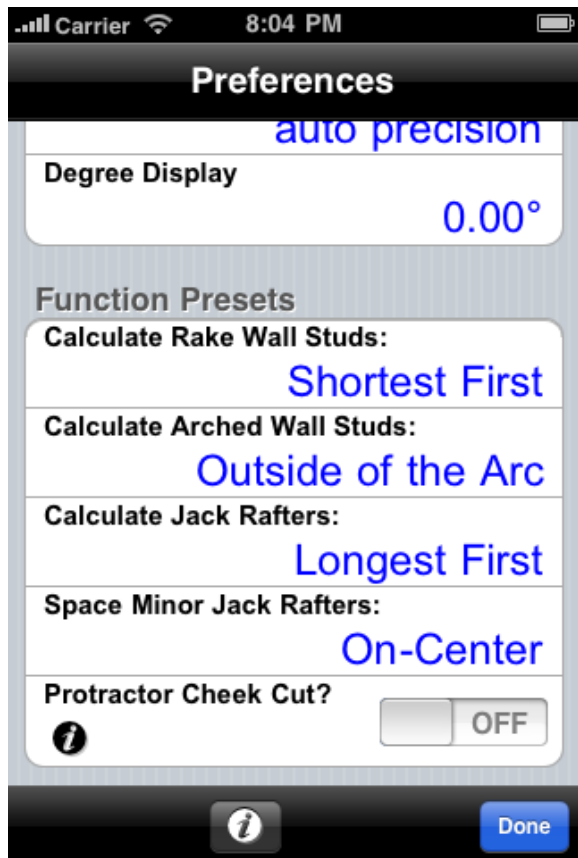 Carrier 8:04 PM
Preferences
auto precision
Degree Display
0.00°
Function Presets
Calculate Rake Wall Studs:
Shortest First
Calculate Arched Wall Studs:
Outside of the Arc
Calculate Jack Rafters:
Longest First
Space Minor Jack Rafters:
On-Center
Protractor Cheek Cut?
i OFF
i Done